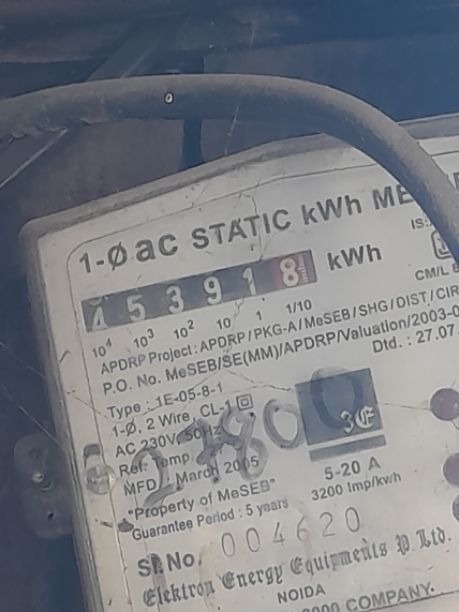 1-Ø aC STATIC kWh ME
IS:
4 5 3 9 1 8 kWh
10⁴ 10³ 10² 10 1 1/10
CM/L 8
APDRP Project: APDRP / PKG-A / MeSEB / SHG / DIST / CIR
P.O. No. MeSEB/SE(MM)/APDRP/Valuation/2003-0
Dtd. : 27.07.
Type : 1E-05-8-1
1-Ø, 2 Wire, CL-1
AC 230V, 50Hz
Ref: Temp
MFD : March 2005
"Property of MeSEB"
Guarantee Period : 5 years
5-20 A
3200 Imp/kwh
Sl. No. 004620
Elektron Energy Equipments P. Ltd.
NOIDA
COMPANY.